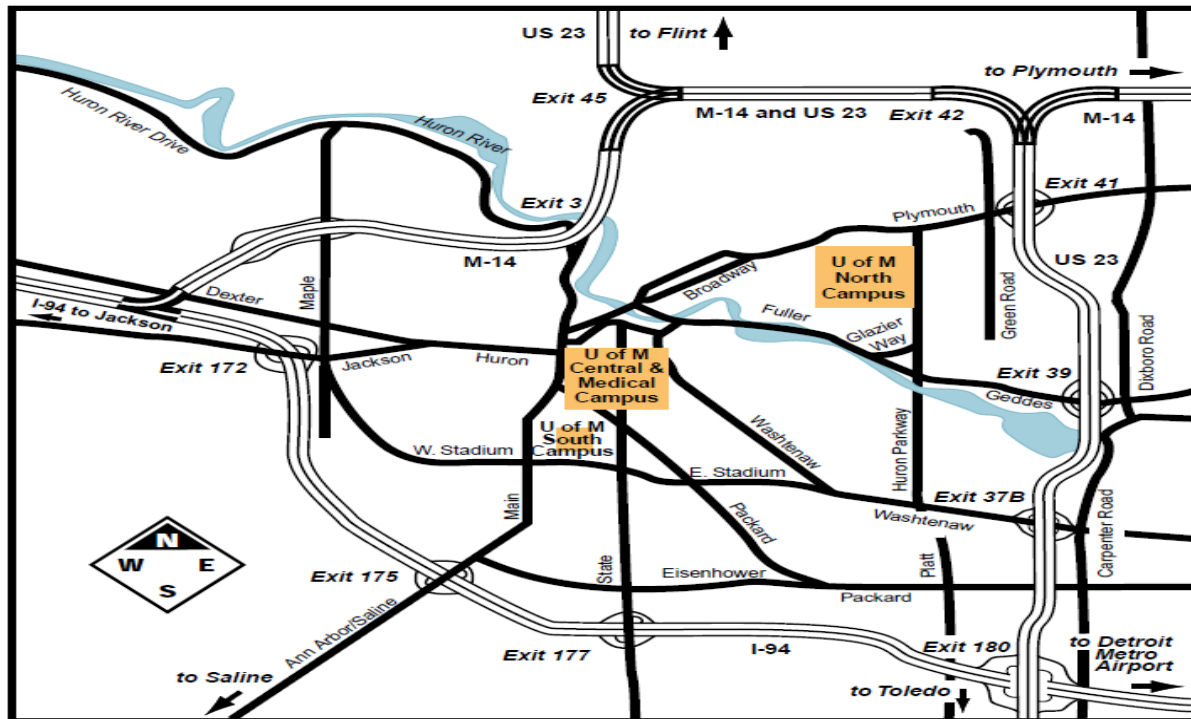 US 23
to Flint
to Plymouth
Exit 45
M-14 and US 23
Exit 42
M-14
Huron River Drive
Huron River
Exit 3
Exit 41
Plymouth
M-14
U of M
North
Campus
US 23
Broadway
Dexter
Maple
I-94 to Jackson
Fuller
Glazier
Way
Green Road
Dixboro Road
Exit 172
Jackson
Huron
U of M
Central &
Medical
Campus
Exit 39
Geddes
U of M
South
Campus
W. Stadium
E. Stadium
Washtenaw
Huron Parkway
Exit 37B
Washtenaw
Main
Packard
Carpenter Road
N
W E
S
Exit 175
State
Eisenhower
Platt
Packard
Ann Arbor/Saline
Exit 177
I-94
Exit 180
to Detroit
Metro
Airport
to Saline
to Toledo